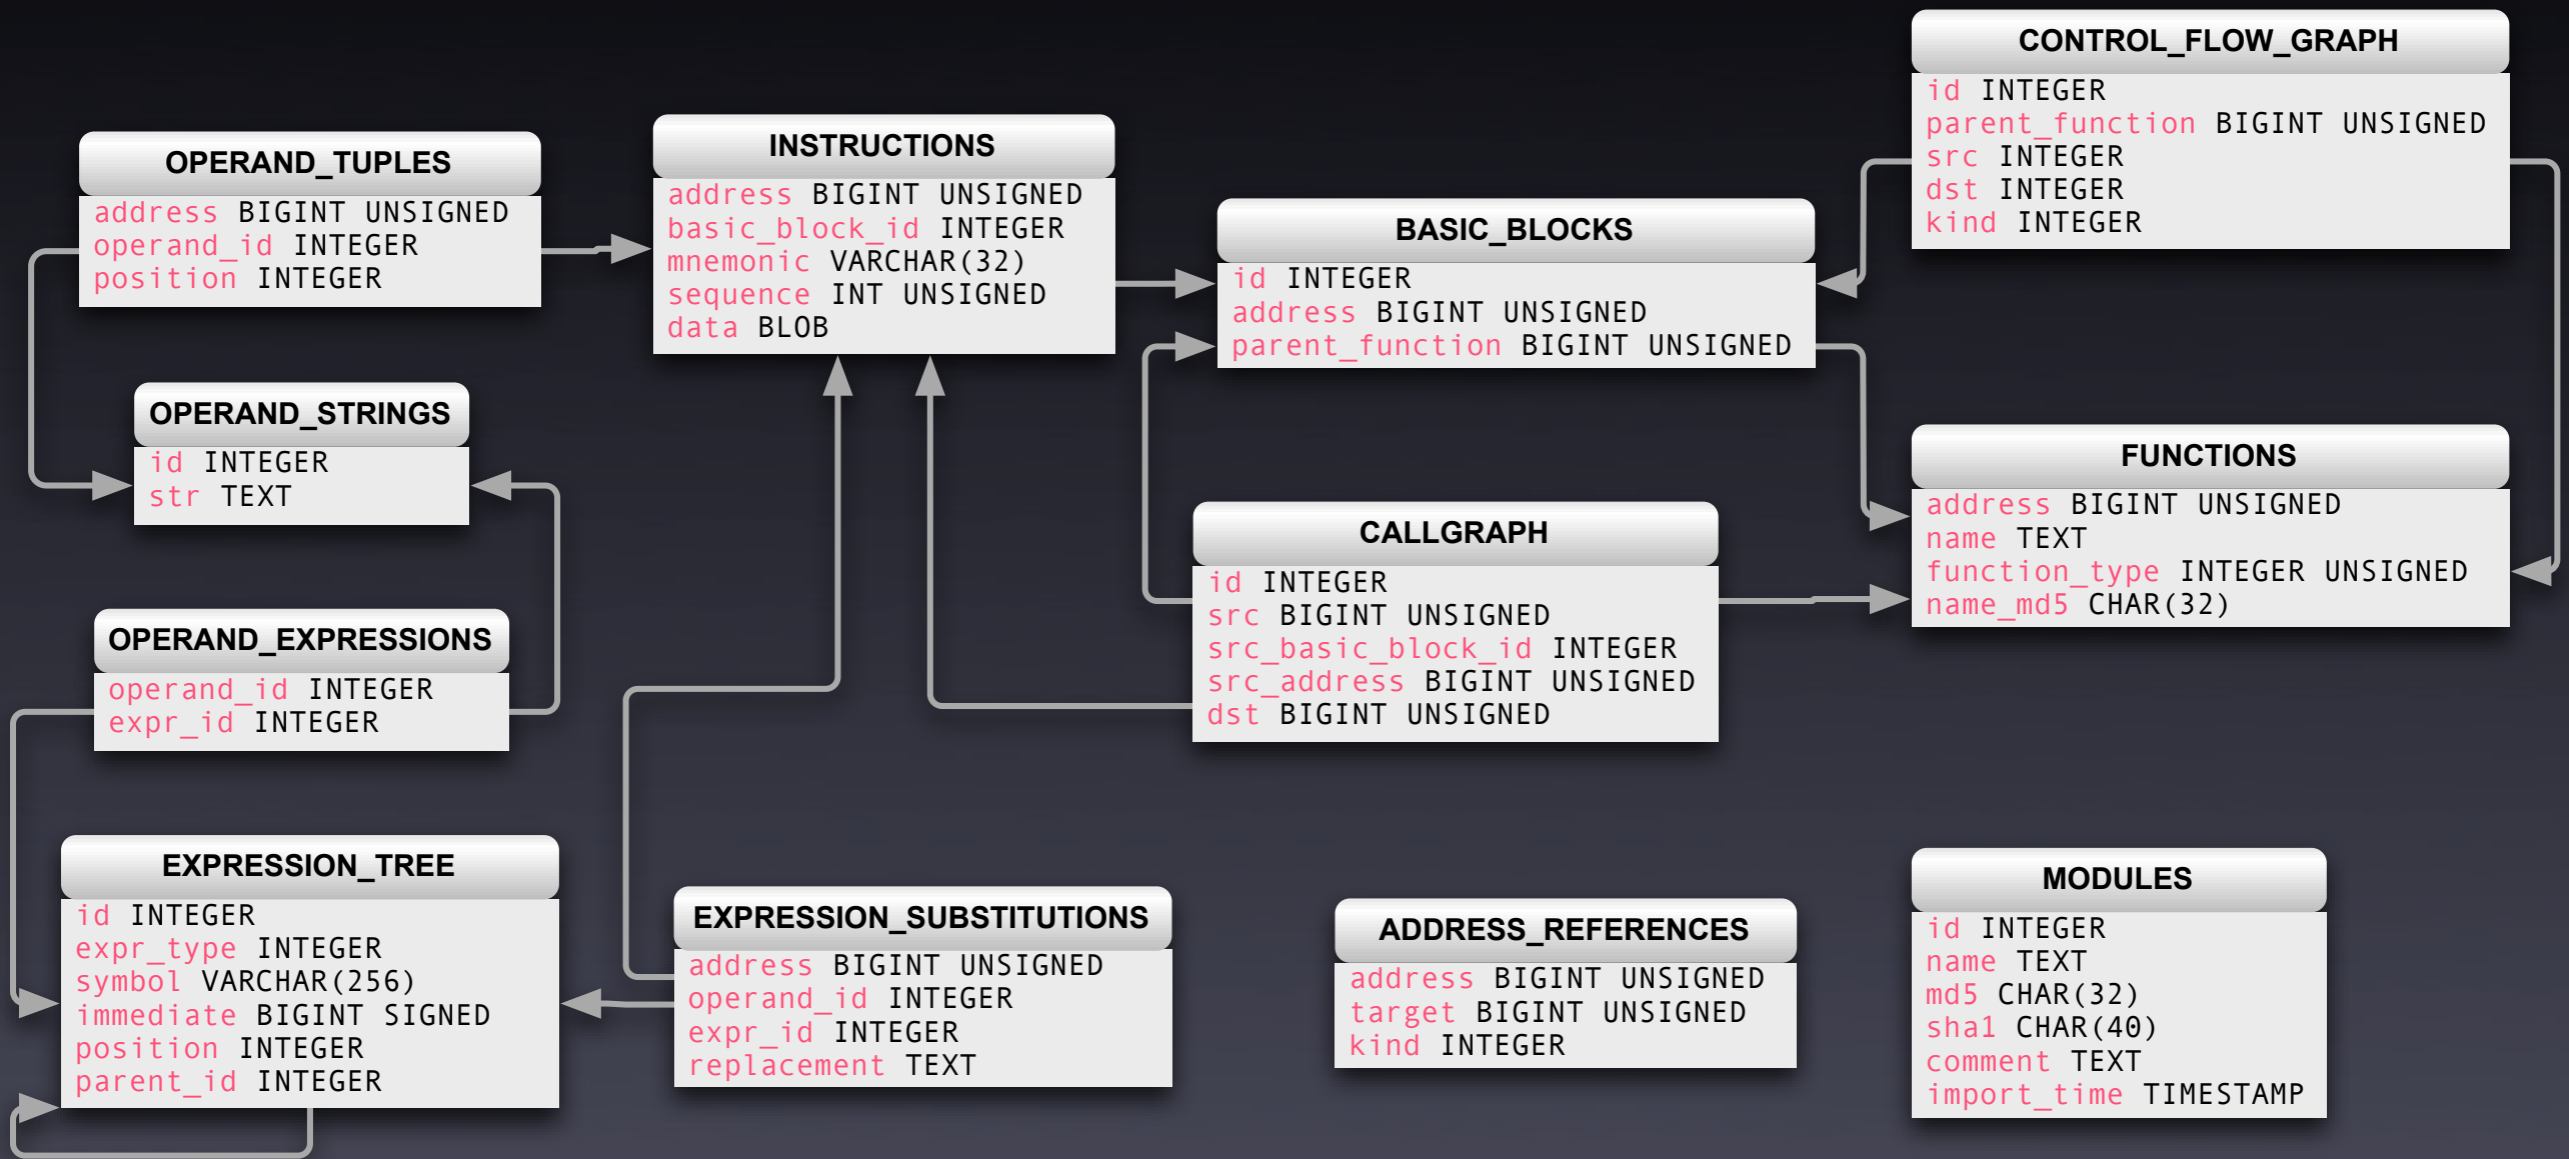 CONTROL_FLOW_GRAPH
id INTEGER
parent_function BIGINT UNSIGNED
src INTEGER
dst INTEGER
kind INTEGER
OPERAND_TUPLES
address BIGINT UNSIGNED
operand_id INTEGER
position INTEGER
INSTRUCTIONS
address BIGINT UNSIGNED
basic_block_id INTEGER
mnemonic VARCHAR(32)
sequence INT UNSIGNED
data BLOB
BASIC_BLOCKS
id INTEGER
address BIGINT UNSIGNED
parent_function BIGINT UNSIGNED
OPERAND_STRINGS
id INTEGER
str TEXT
FUNCTIONS
address BIGINT UNSIGNED
name TEXT
function_type INTEGER UNSIGNED
name_md5 CHAR(32)
CALLGRAPH
id INTEGER
src BIGINT UNSIGNED
src_basic_block_id INTEGER
src_address BIGINT UNSIGNED
dst BIGINT UNSIGNED
OPERAND_EXPRESSIONS
operand_id INTEGER
expr_id INTEGER
EXPRESSION_TREE
id INTEGER
expr_type INTEGER
symbol VARCHAR(256)
immediate BIGINT SIGNED
position INTEGER
parent_id INTEGER
EXPRESSION_SUBSTITUTIONS
address BIGINT UNSIGNED
operand_id INTEGER
expr_id INTEGER
replacement TEXT
ADDRESS_REFERENCES
address BIGINT UNSIGNED
target BIGINT UNSIGNED
kind INTEGER
MODULES
id INTEGER
name TEXT
md5 CHAR(32)
sha1 CHAR(40)
comment TEXT
import_time TIMESTAMP